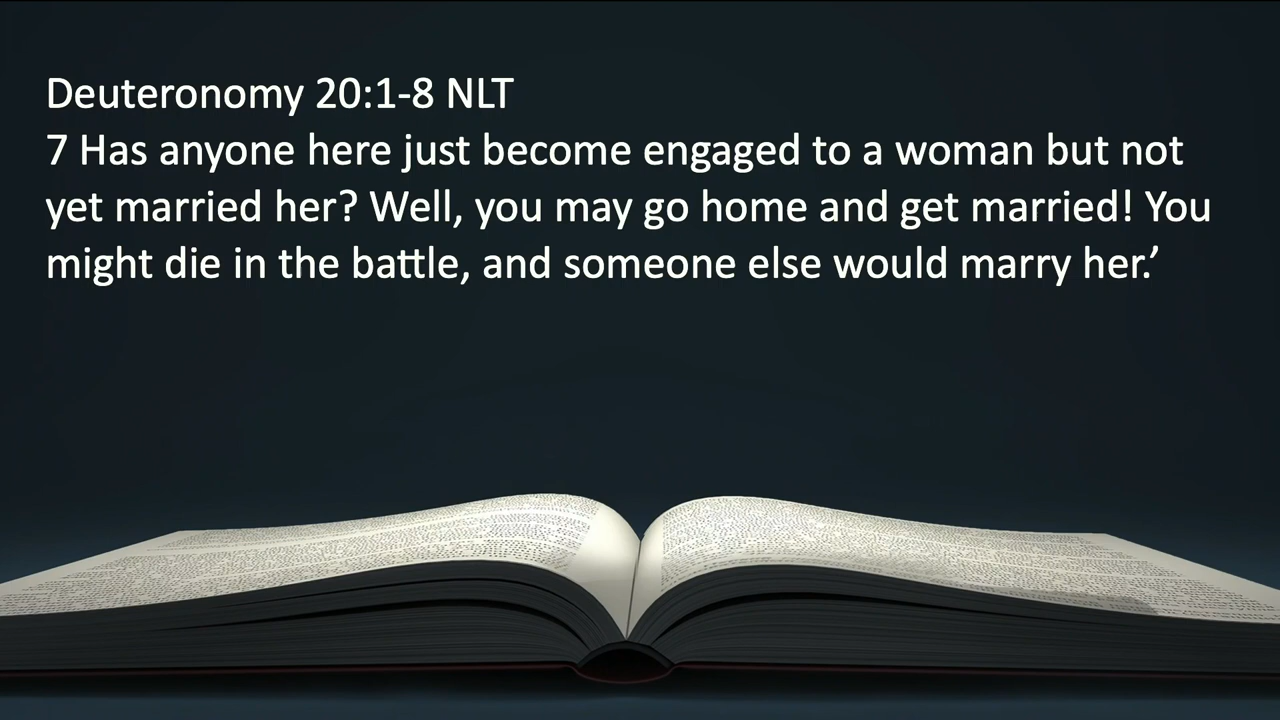 Deuteronomy 20:1-8 NLT
7 Has anyone here just become engaged to a woman but not
yet married her? Well, you may go home and get married! You
might die in the battle, and someone else would marry her.’